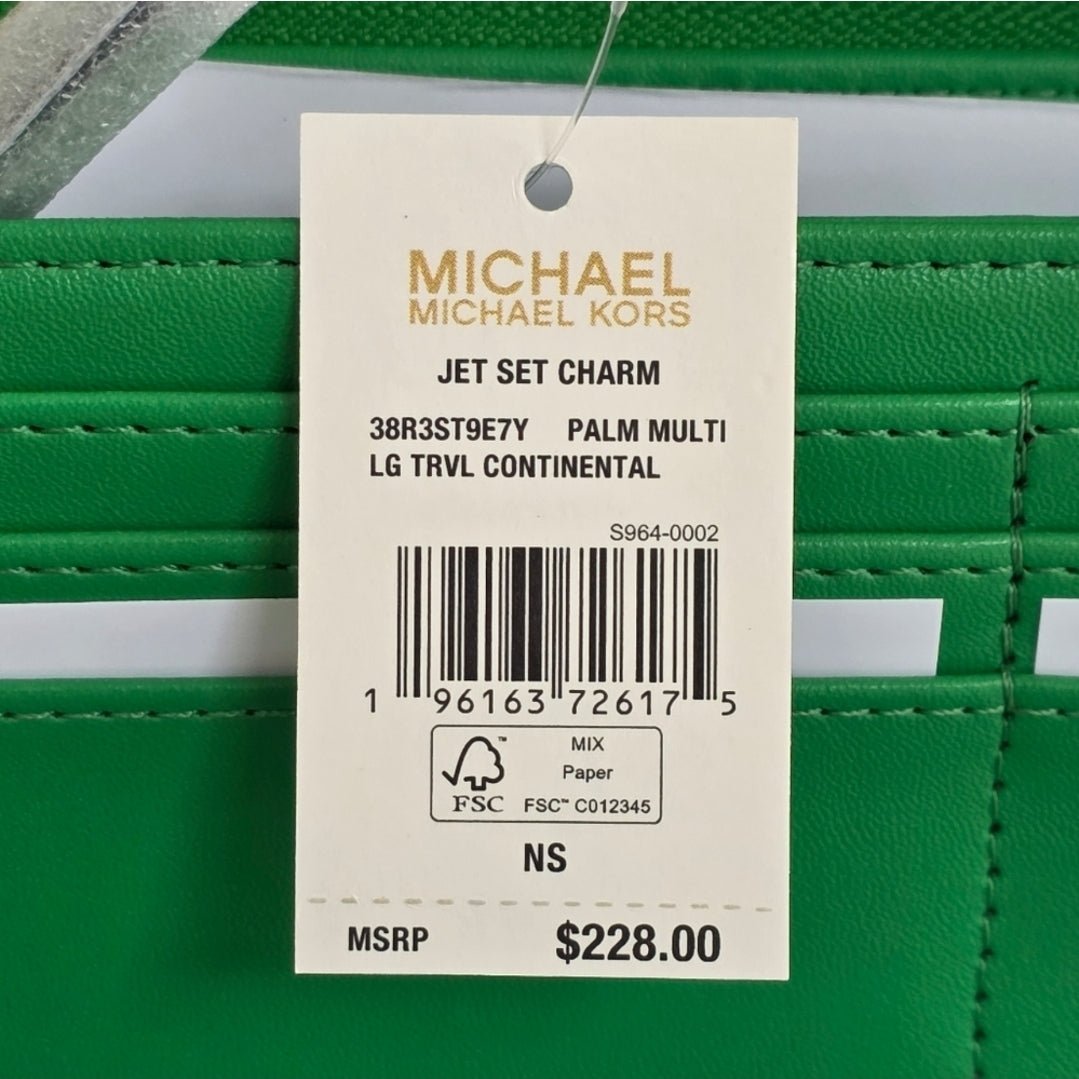 MICHAEL
MICHAEL KORS
JET SET CHARM
38R3ST9E7Y PALM MULTI
LG TRVL CONTINENTAL
S964-0002
1 96163 72617 5
FSC™
MIX
Paper
FSC™ C012345
NS
MSRP $228.00